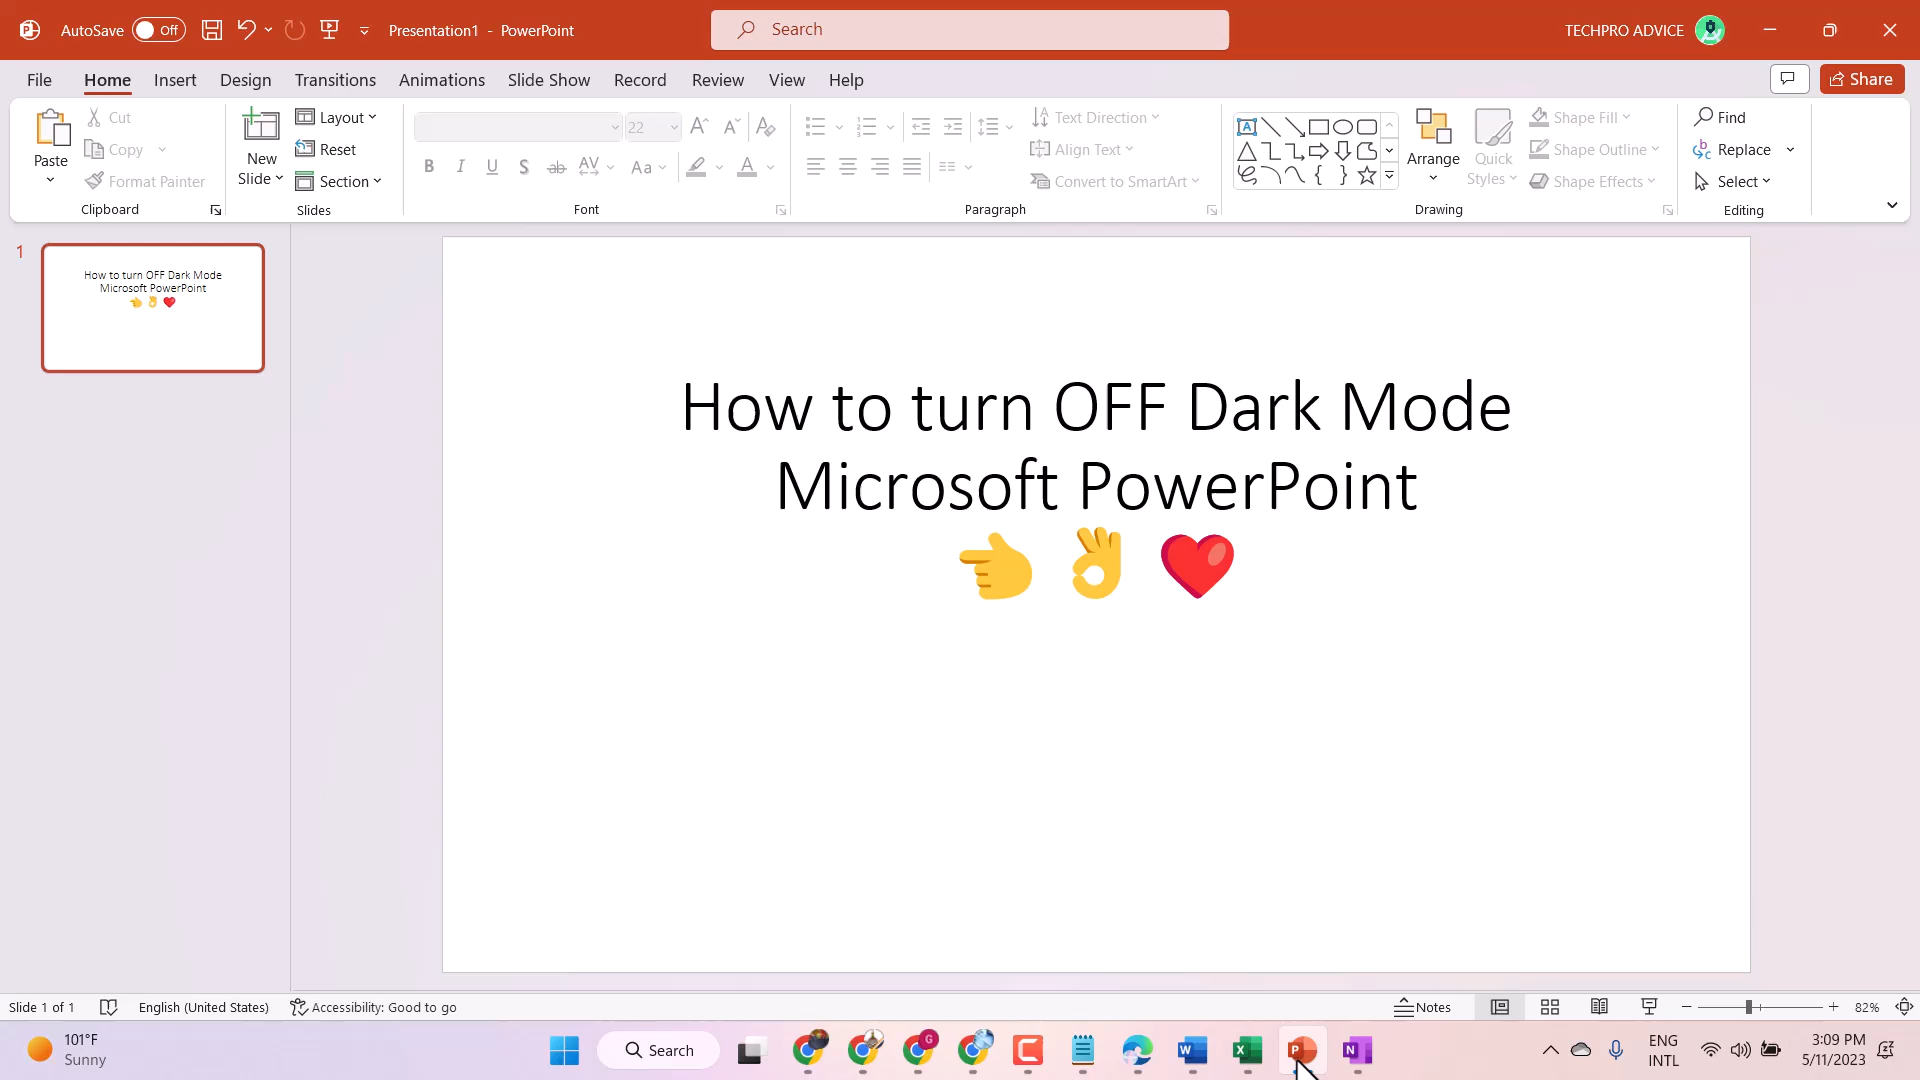 AutoSave Off Presentation1 - PowerPoint Search TECHPRO ADVICE
File Home Insert Design Transitions Animations Slide Show Record Review View Help Share
Paste Cut Copy Format Painter Clipboard
New Slide Layout Reset Section Slides
22
B I U S ab AV Aa A
Font
Paragraph
Text Direction
Align Text
Convert to SmartArt
Arrange Quick Styles
Shape Fill
Shape Outline
Shape Effects
Drawing
Find
Replace
Select
Editing
1
How to turn OFF Dark Mode
Microsoft PowerPoint
👈 👌 ❤️
How to turn OFF Dark Mode
Microsoft PowerPoint
👈 👌 ❤️
Slide 1 of 1 English (United States) Accessibility: Good to go Notes 82%
101°F
Sunny
Search
ENG
INTL
3:09 PM
5/11/2023